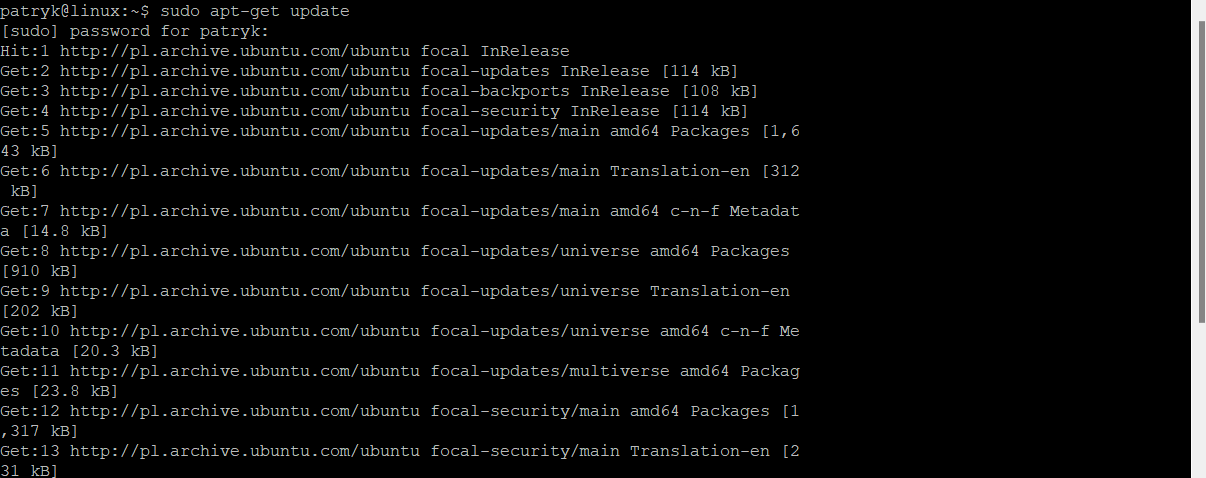 patryk@linux:~$ sudo apt-get update
[sudo] password for patryk:
Hit:1 http://pl.archive.ubuntu.com/ubuntu focal InRelease
Get:2 http://pl.archive.ubuntu.com/ubuntu focal-updates InRelease [114 kB]
Get:3 http://pl.archive.ubuntu.com/ubuntu focal-backports InRelease [108 kB]
Get:4 http://pl.archive.ubuntu.com/ubuntu focal-security InRelease [114 kB]
Get:5 http://pl.archive.ubuntu.com/ubuntu focal-updates/main amd64 Packages [1,6
43 kB]
Get:6 http://pl.archive.ubuntu.com/ubuntu focal-updates/main Translation-en [312
 kB]
Get:7 http://pl.archive.ubuntu.com/ubuntu focal-updates/main amd64 c-n-f Metadat
a [14.8 kB]
Get:8 http://pl.archive.ubuntu.com/ubuntu focal-updates/universe amd64 Packages
[910 kB]
Get:9 http://pl.archive.ubuntu.com/ubuntu focal-updates/universe Translation-en
[202 kB]
Get:10 http://pl.archive.ubuntu.com/ubuntu focal-updates/universe amd64 c-n-f Me
tadata [20.3 kB]
Get:11 http://pl.archive.ubuntu.com/ubuntu focal-updates/multiverse amd64 Packag
es [23.8 kB]
Get:12 http://pl.archive.ubuntu.com/ubuntu focal-security/main amd64 Packages [1
,317 kB]
Get:13 http://pl.archive.ubuntu.com/ubuntu focal-security/main Translation-en [2
31 kB]